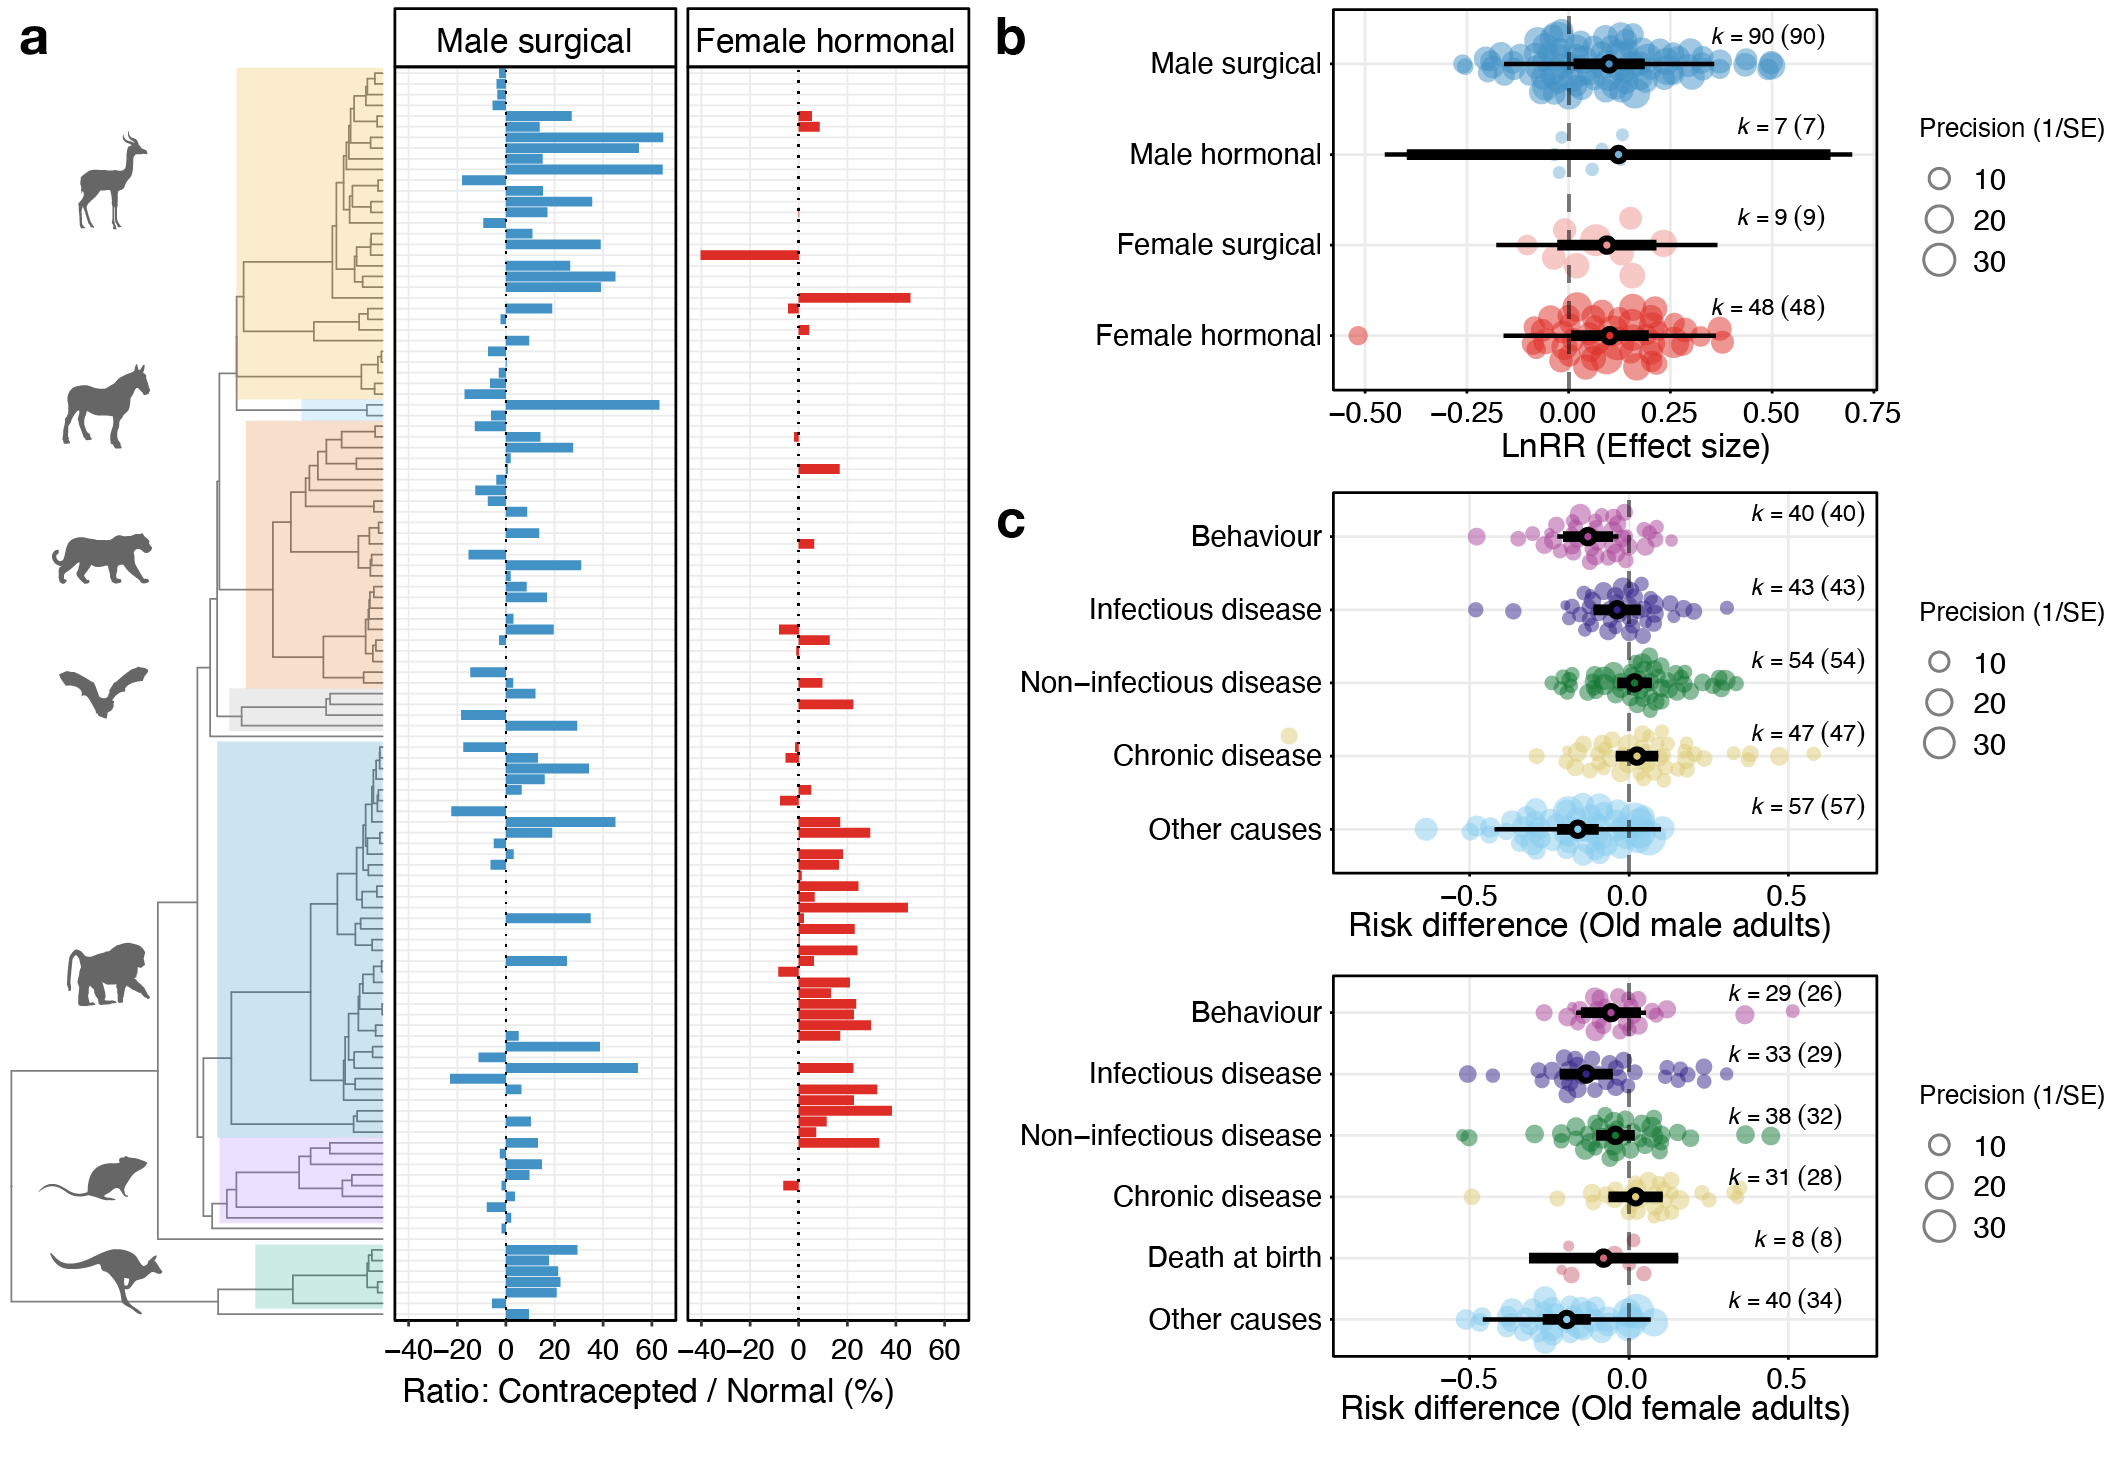 a
Male surgical
Female hormonal
−40 −20 0 20 40 60
−40 −20 0 20 40 60
Ratio: Contracepted / Normal (%)
b
Male surgical
k = 90 (90)
Male hormonal
k = 7 (7)
Female surgical
k = 9 (9)
Female hormonal
k = 48 (48)
−0.50 −0.25 0.00 0.25 0.50 0.75
LnRR (Effect size)
Precision (1/SE)
10
20
30
c
Behaviour
k = 40 (40)
Infectious disease
k = 43 (43)
Non−infectious disease
k = 54 (54)
Chronic disease
k = 47 (47)
Other causes
k = 57 (57)
−0.5 0.0 0.5
Risk difference (Old male adults)
Precision (1/SE)
10
20
30
Behaviour
k = 29 (26)
Infectious disease
k = 33 (29)
Non−infectious disease
k = 38 (32)
Chronic disease
k = 31 (28)
Death at birth
k = 8 (8)
Other causes
k = 40 (34)
−0.5 0.0 0.5
Risk difference (Old female adults)
Precision (1/SE)
10
20
30